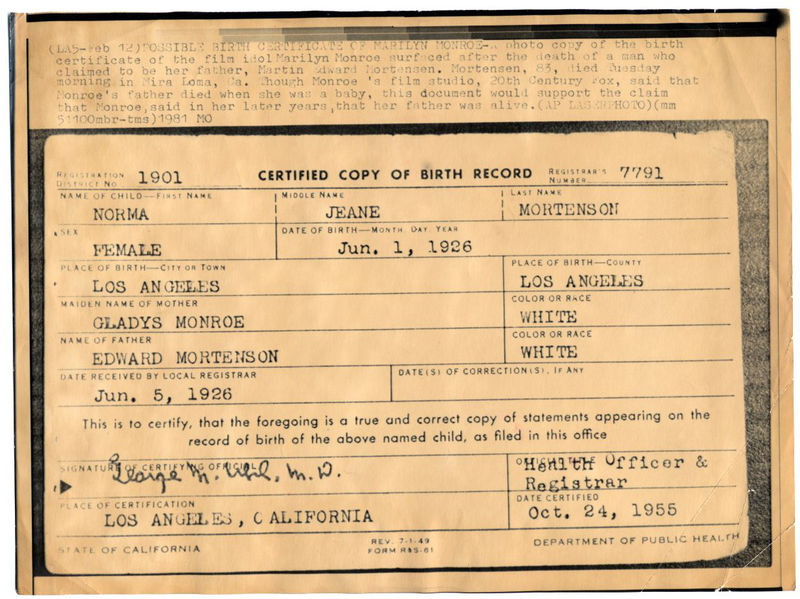 (LA5-Feb 12)POSSIBLE BIRTH CERTIFICATE OF MARILYN MONROE-A photo copy of the birth
certificate of the film idol Marilyn Monroe surfaced after the death of a man who
claimed to be her father, Martin Edward Mortensen. Mortensen, 83, died Tuesday
morning in Mira Loma, Ca. Though Monroe's film studio, 20th Century Fox, said that
Monroe's father died when she was a baby, this document would support the claim
that Monroe,said in her later years,that her father was alive.(AP LASERPHOTO)(mm
51100mbr-tms)1981 MO
REGISTRATION DISTRICT NO. 1901 CERTIFIED COPY OF BIRTH RECORD REGISTRAR'S NUMBER 7791
NAME OF CHILD—FIRST NAME MIDDLE NAME LAST NAME
NORMA JEANE MORTENSON
SEX DATE OF BIRTH—MONTH DAY YEAR
FEMALE Jun. 1, 1926
PLACE OF BIRTH—CITY OR TOWN PLACE OF BIRTH—COUNTY
LOS ANGELES LOS ANGELES
MAIDEN NAME OF MOTHER COLOR OR RACE
GLADYS MONROE WHITE
NAME OF FATHER COLOR OR RACE
EDWARD MORTENSON WHITE
DATE RECEIVED BY LOCAL REGISTRAR DATE(S) OF CORRECTION(S), IF ANY
Jun. 5, 1926
This is to certify, that the foregoing is a true and correct copy of statements appearing on the
record of birth of the above named child, as filed in this office
SIGNATURE OF CERTIFYING OFFICIAL
George M. Uhl, M.D. Health Officer &
Registrar
PLACE OF CERTIFICATION DATE CERTIFIED
LOS ANGELES, CALIFORNIA Oct. 24, 1955
STATE OF CALIFORNIA REV. 7-1-49 DEPARTMENT OF PUBLIC HEALTH
FORM R&S-61